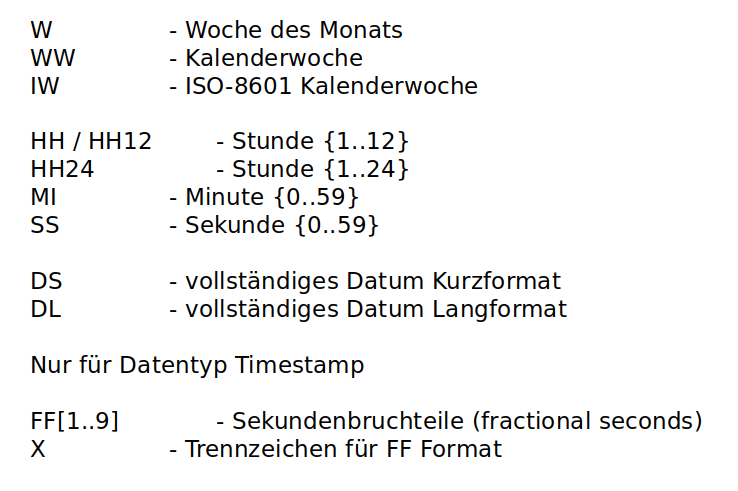 W - Woche des Monats
WW - Kalenderwoche
IW - ISO-8601 Kalenderwoche
HH / HH12 - Stunde {1..12}
HH24 - Stunde {1..24}
MI - Minute {0..59}
SS - Sekunde {0..59}
DS - vollständiges Datum Kurzformat
DL - vollständiges Datum Langformat
Nur für Datentyp Timestamp
FF[1..9] - Sekundenbruchteile (fractional seconds)
X - Trennzeichen für FF Format